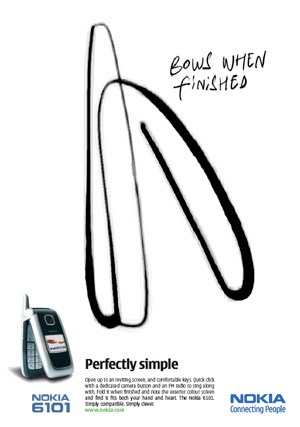 BOWS WHEN
FINISHED
Perfectly simple
Open up to an inviting screen, and comfortable keys. Quick click
with a dedicated camera button and an FM radio to sing along
with. Fold it when finished and note the exterior colour screen
and find it fits both your hand and heart. The Nokia 6101.
Simply compatible. Simply clever.
www.nokia.com
NOKIA
6101
NOKIA
Connecting People